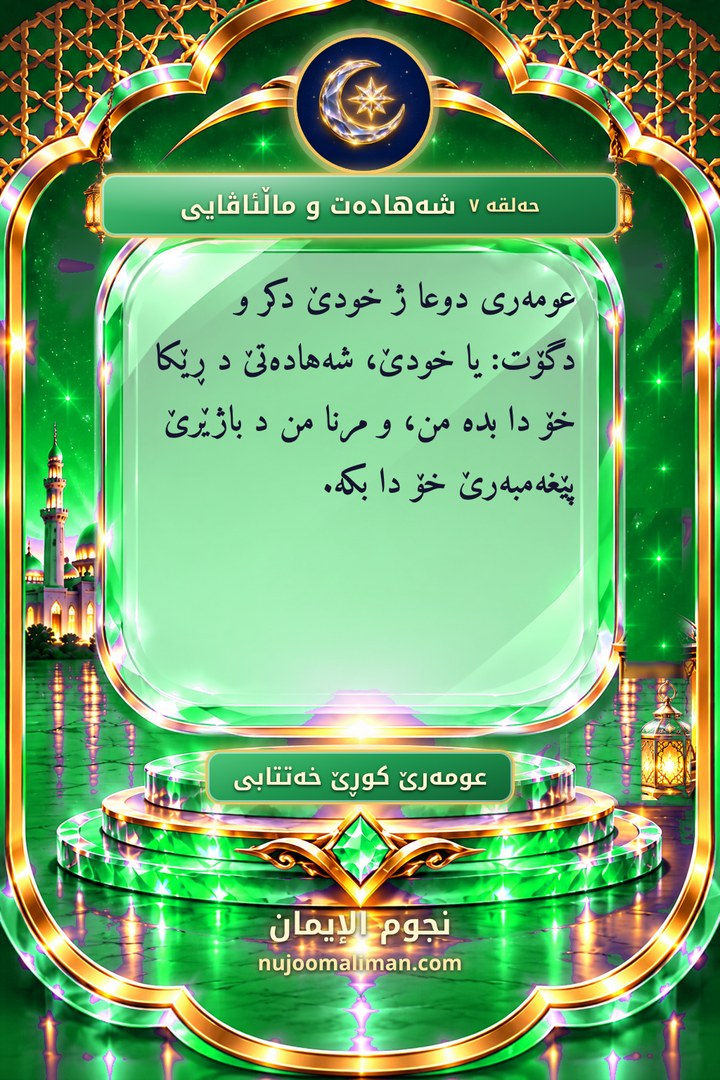 حەلقە ٧ شەهادەت و ماڵئاڤایی
عومەری دوعا ژ خودێ دکر و
دگۆت: یا خودێ، شەهادەتێ د ڕێکا
خۆ دا بدە من، و مرنا من د باژێرێ
پێغەمبەرێ خۆ دا بکە.
عومەرێ کوڕێ خەتتابی
نجوم الإيمان
nujoomaliman.com